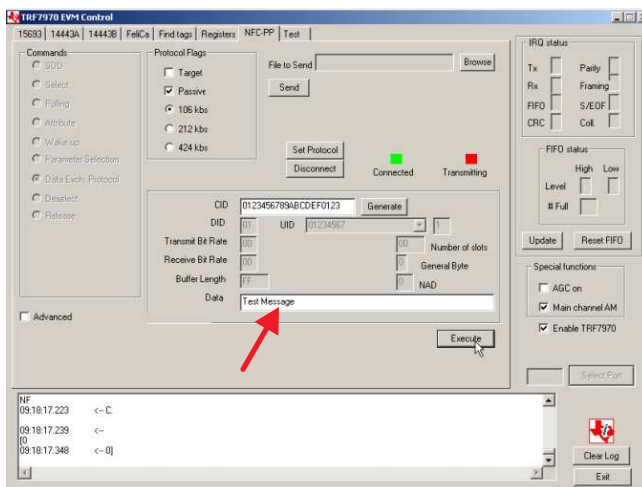 TRF7970 EVM Control
15693 14443A 14443B FeliCa Find tags Registers NFC-PP Test
Commands
SDD
Select
Polling
Attribute
Wake up
Parameter Selection
Data Exch. Protocol
Deselect
Release
Protocol Flags
Target
Passive
106 kbs
212 kbs
424 kbs
File to Send
Browse
Send
Set Protocol
Disconnect
Connected
Transmitting
CID 0123456789ABCDEF0123 Generate
DID 01 UID 01234567 1
Transmit Bit Rate 00 00 Number of slots
Receive Bit Rate 00 0 General Byte
Buffer Length FF 0 NAD
Data Test Message
Advanced
Execute
IRQ status
Tx Parity
Rx Framing
FIFO S/EOF
CRC Coll.
FIFO status
High Low
Level
# Full
Update Reset FIFO
Special functions
AGC on
Main channel AM
Enable TRF7970
Select Port
NF
09:18:17.223 <-- C.
09:18:17.239 <--
[0
09:18:17.348 <-- 0]
Clear Log
Exit